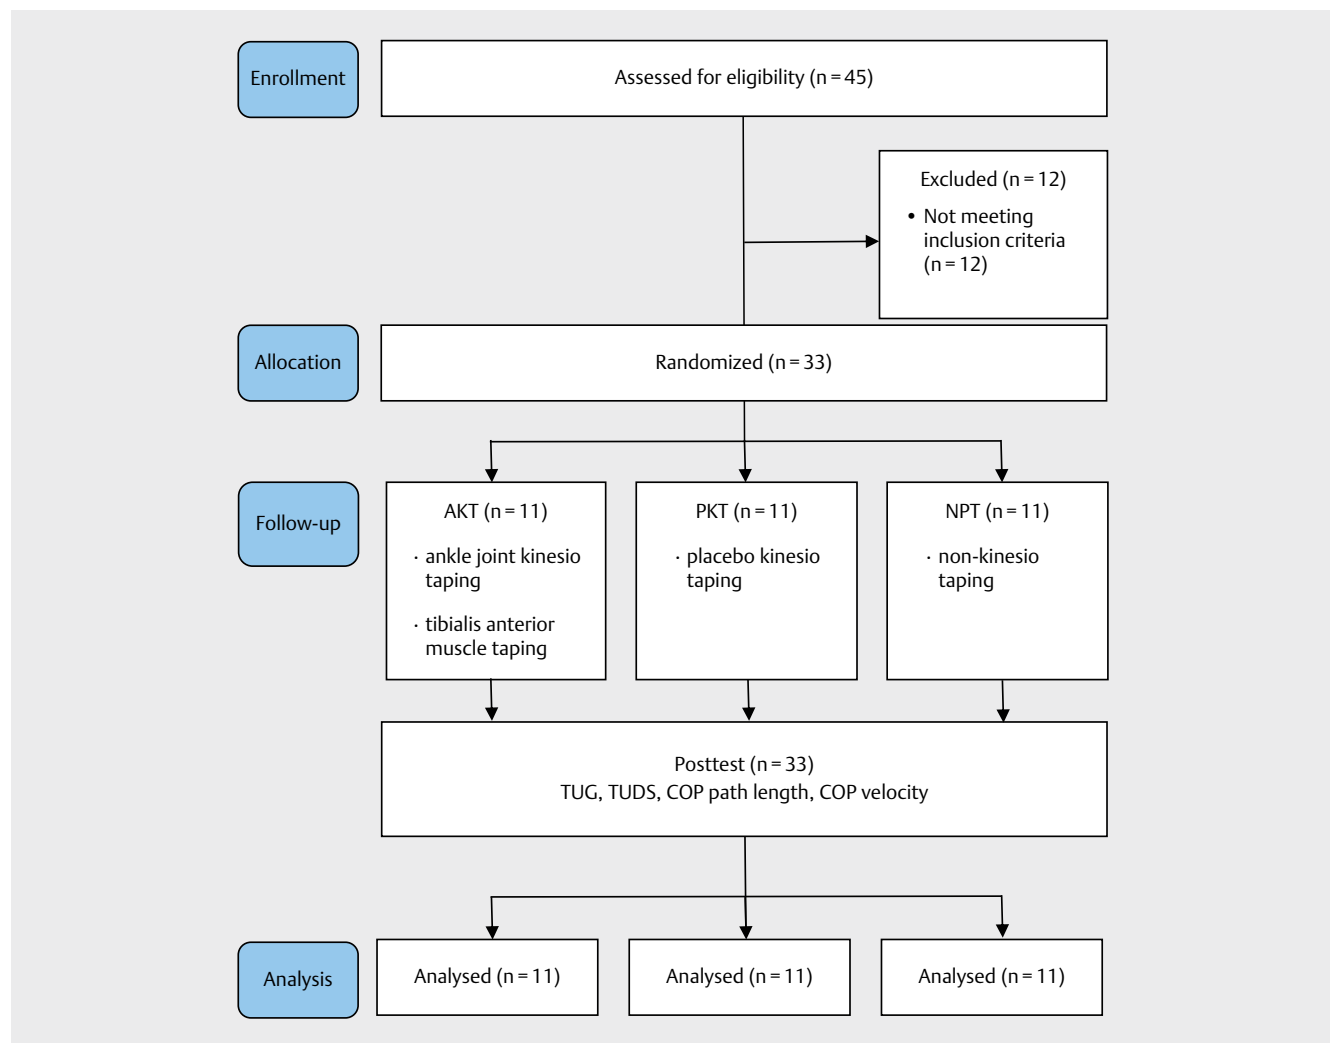 Enrollment
Assessed for eligibility (n = 45)
Excluded (n = 12)
• Not meeting
inclusion criteria
(n = 12)
Allocation
Randomized (n = 33)
Follow-up
AKT (n = 11)
· ankle joint kinesio
taping
· tibialis anterior
muscle taping
PKT (n = 11)
· placebo kinesio
taping
NPT (n = 11)
· non-kinesio
taping
Posttest (n = 33)
TUG, TUDS, COP path length, COP velocity
Analysis
Analysed (n = 11)
Analysed (n = 11)
Analysed (n = 11)